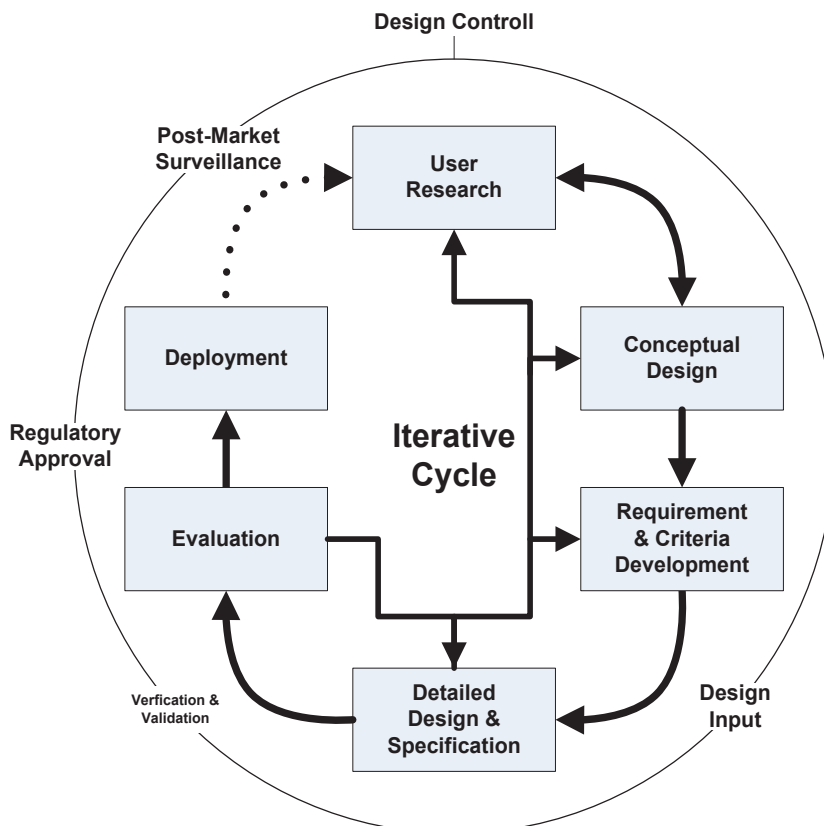 Design Controll
Post-Market
Surveillance
User
Research
Deployment
Conceptual
Design
Iterative
Cycle
Regulatory
Approval
Evaluation
Requirement
& Criteria
Development
Verfication &
Validation
Detailed
Design &
Specification
Design
Input